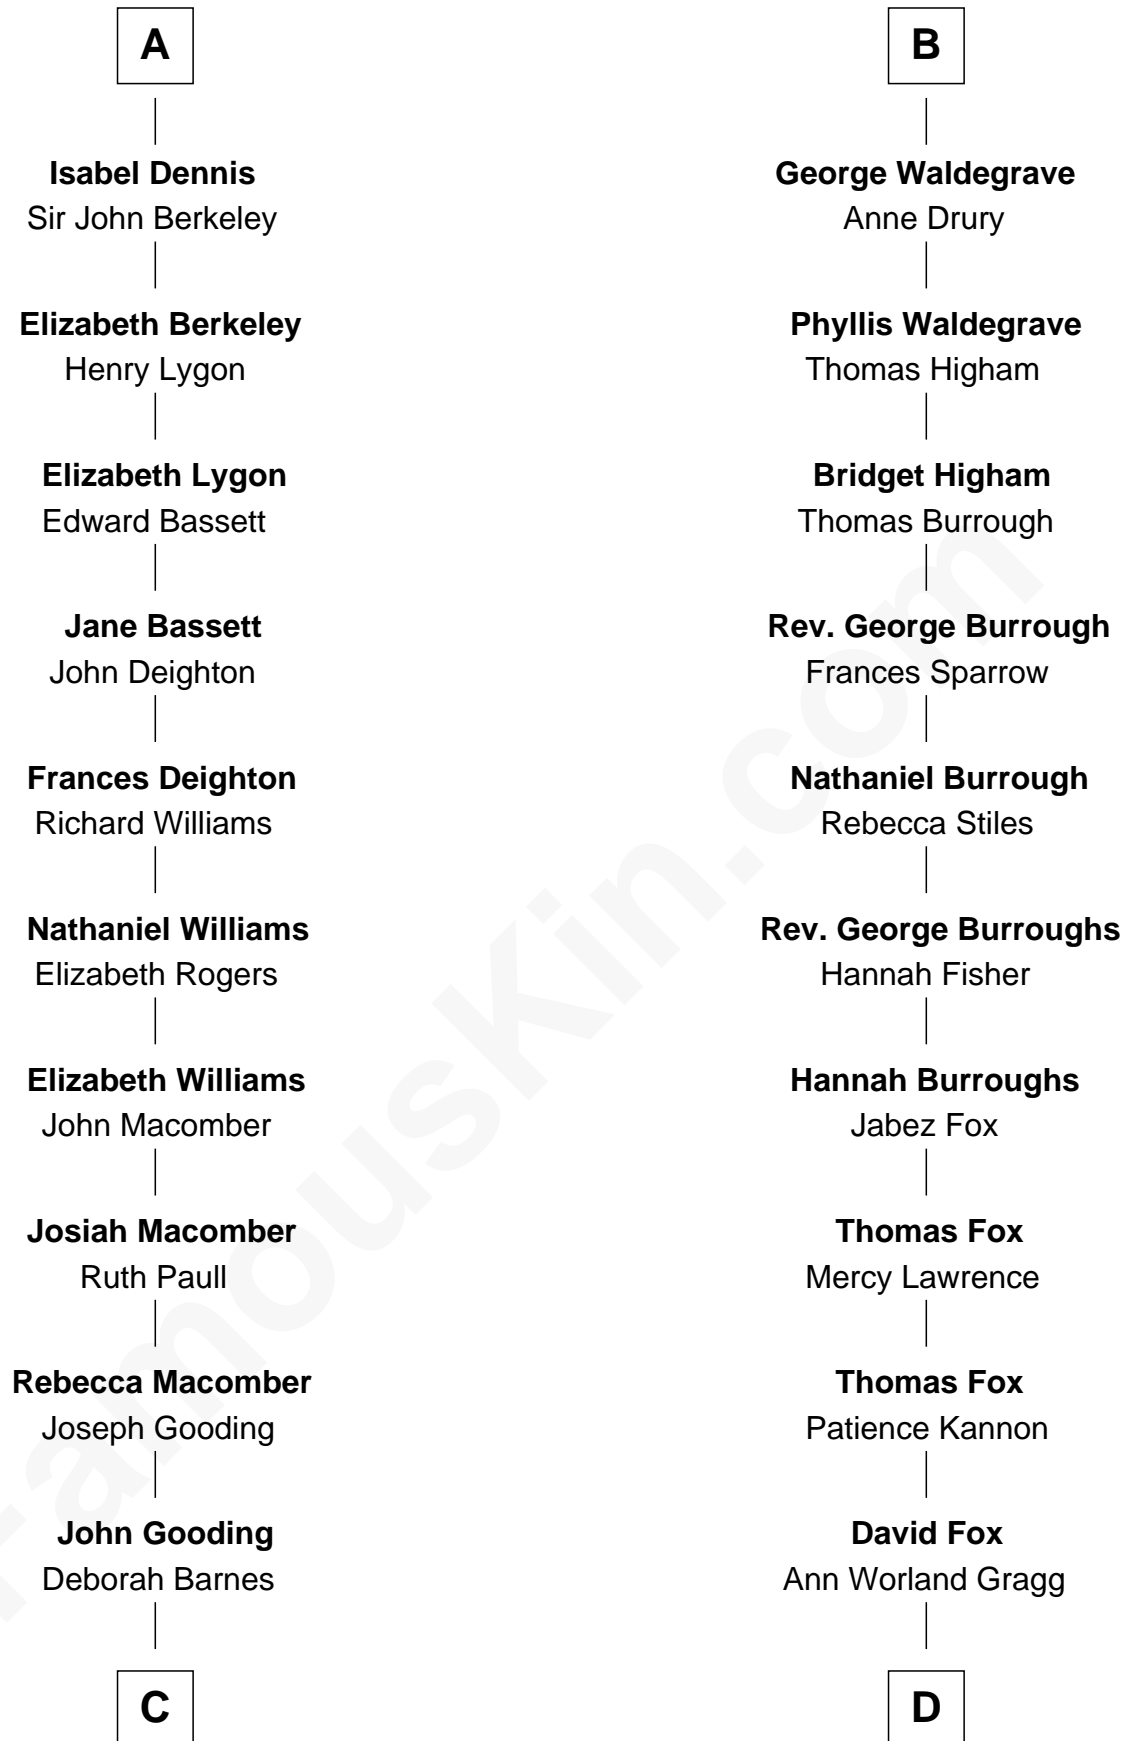 A
Isabel Dennis
Sir John Berkeley
Elizabeth Berkeley
Henry Lygon
Elizabeth Lygon
Edward Bassett
Jane Bassett
John Deighton
Frances Deighton
Richard Williams
Nathaniel Williams
Elizabeth Rogers
Elizabeth Williams
John Macomber
Josiah Macomber
Ruth Paull
Rebecca Macomber
Joseph Gooding
John Gooding
Deborah Barnes
C
B
George Waldegrave
Anne Drury
Phyllis Waldegrave
Thomas Higham
Bridget Higham
Thomas Burrough
Rev. George Burrough
Frances Sparrow
Nathaniel Burrough
Rebecca Stiles
Rev. George Burroughs
Hannah Fisher
Hannah Burroughs
Jabez Fox
Thomas Fox
Mercy Lawrence
Thomas Fox
Patience Kannon
David Fox
Ann Worland Gragg
D
FamousKin.com